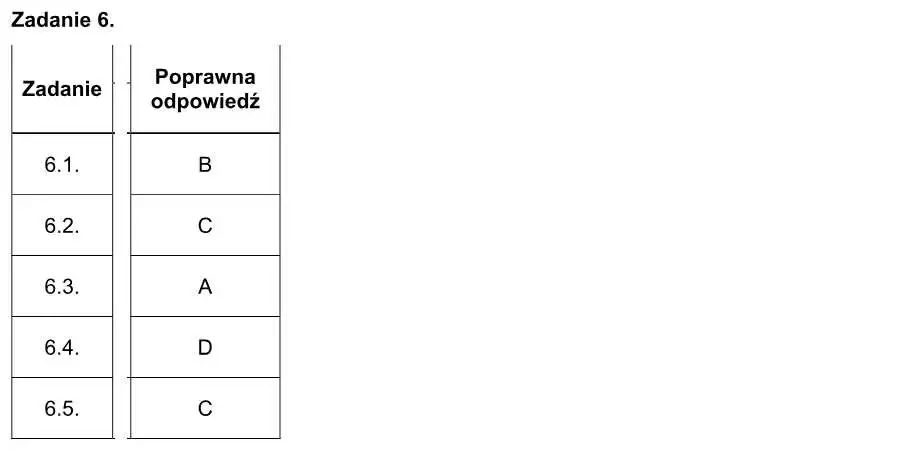 Zadanie 6.
Zadanie
Poprawna
odpowiedź
6.1. B
6.2. C
6.3. A
6.4. D
6.5. C